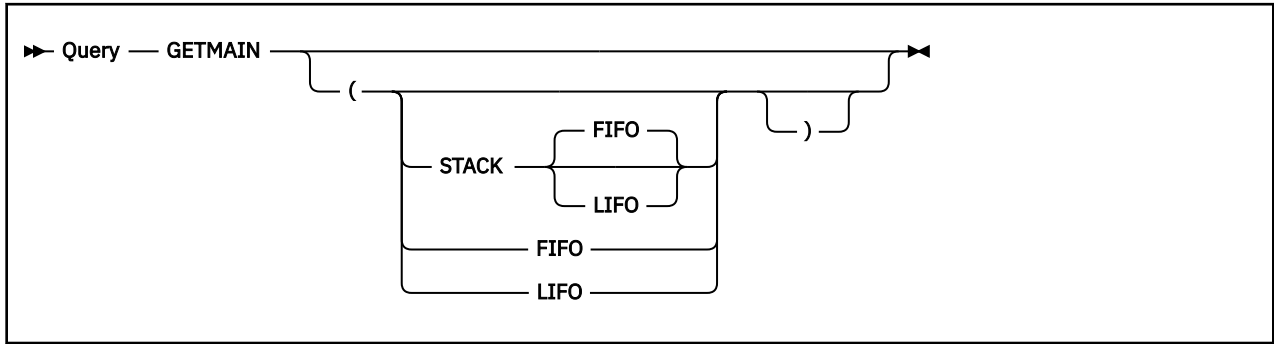 Query GETMAIN
(
)
FIFO
STACK
LIFO
FIFO
LIFO